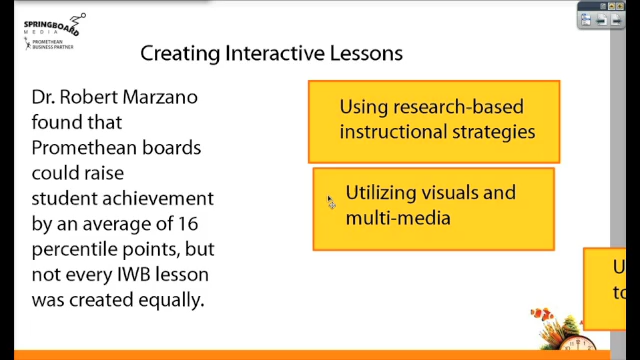 SPRINGBOARD
MEDIA
PROMETHEAN
BUSINESS PARTNER
Creating Interactive Lessons
Dr. Robert Marzano
found that
Promethean boards
could raise
student achievement
by an average of 16
percentile points, but
not every IWB lesson
was created equally.
Using research-based
instructional strategies
Utilizing visuals and
multi-media